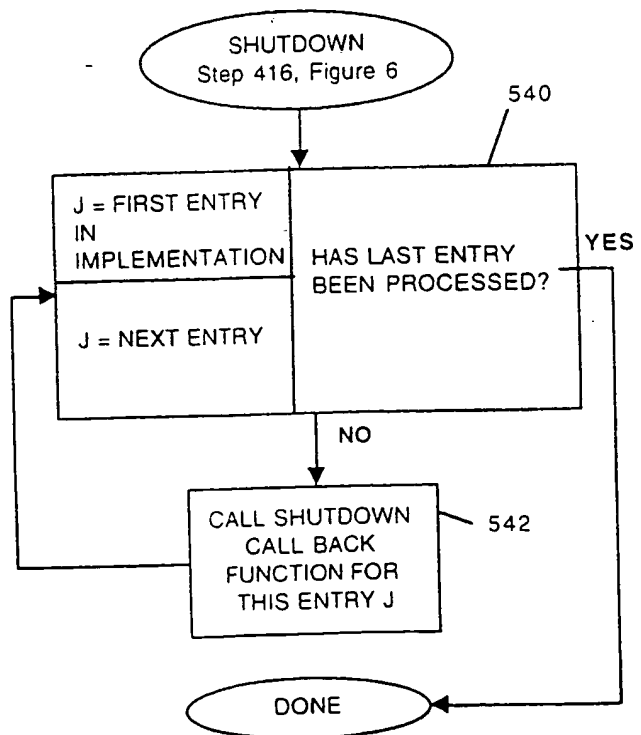 SHUTDOWN
Step 416, Figure 6
540
J = FIRST ENTRY
IN
IMPLEMENTATION
HAS LAST ENTRY
BEEN PROCESSED?
YES
J = NEXT ENTRY
NO
CALL SHUTDOWN
CALL BACK
FUNCTION FOR
THIS ENTRY J
542
DONE